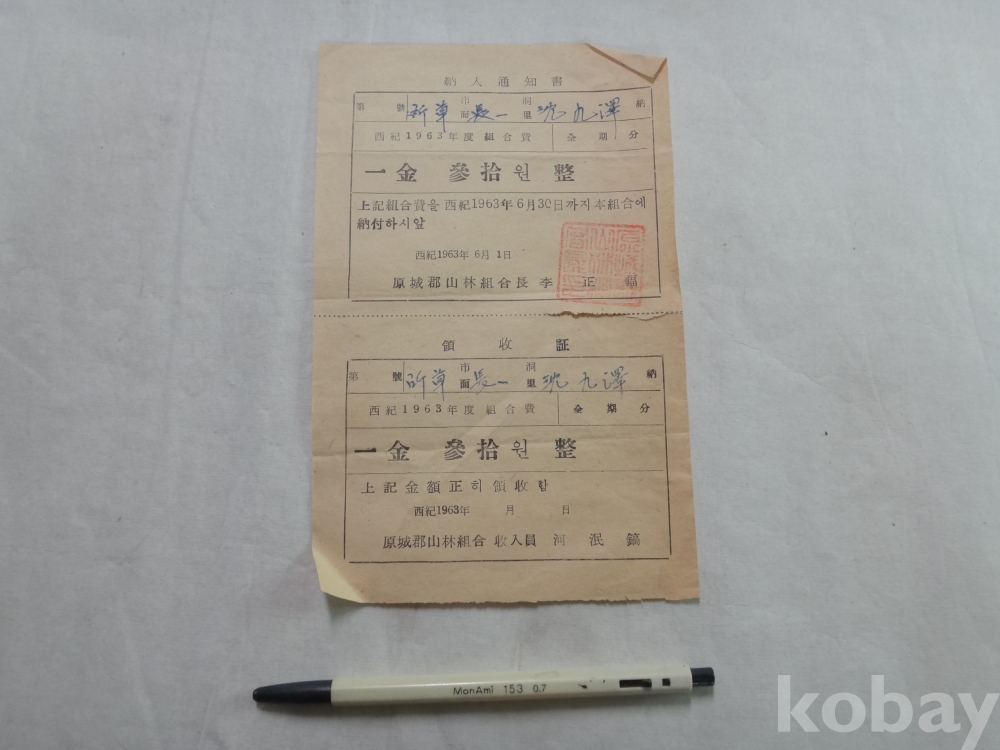 納入通知書
第 號 所草 市面 長一 洞里 沈九澤 納
西紀1963年度組合費 全期分
一金 參拾원 整
上記組合費을 西紀1963年6月30日까지本組合에
納付하시앞
西紀1963年 6月 1日
原城郡山林組合長 李 正 福
領收証
第 號 所草 市面 長一 洞里 沈九澤 納
西紀1963年度組合費 全期分
一金 參拾원 整
上記金額正히領收함
西紀1963年 月 日
原城郡山林組合 收入員 河 泯 鎬
MonAmi 153 0.7
kobay